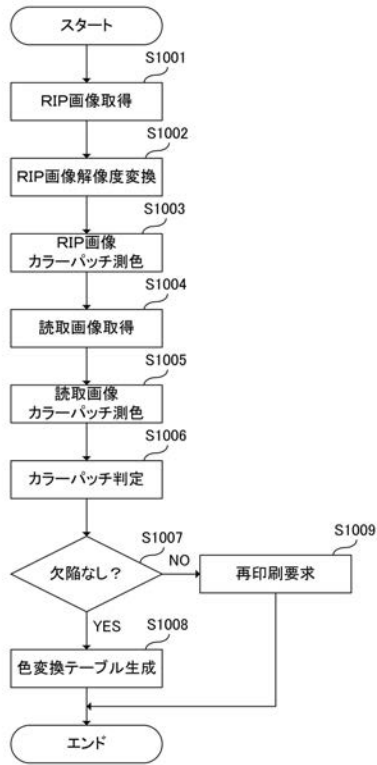 スタート
S1001
RIP画像取得
S1002
RIP画像解像度変換
S1003
RIP画像
カラーパッチ測色
S1004
読取画像取得
S1005
読取画像
カラーパッチ測色
S1006
カラーパッチ判定
S1007
欠陥なし？
NO
S1009
再印刷要求
YES
S1008
色変換テーブル生成
エンド